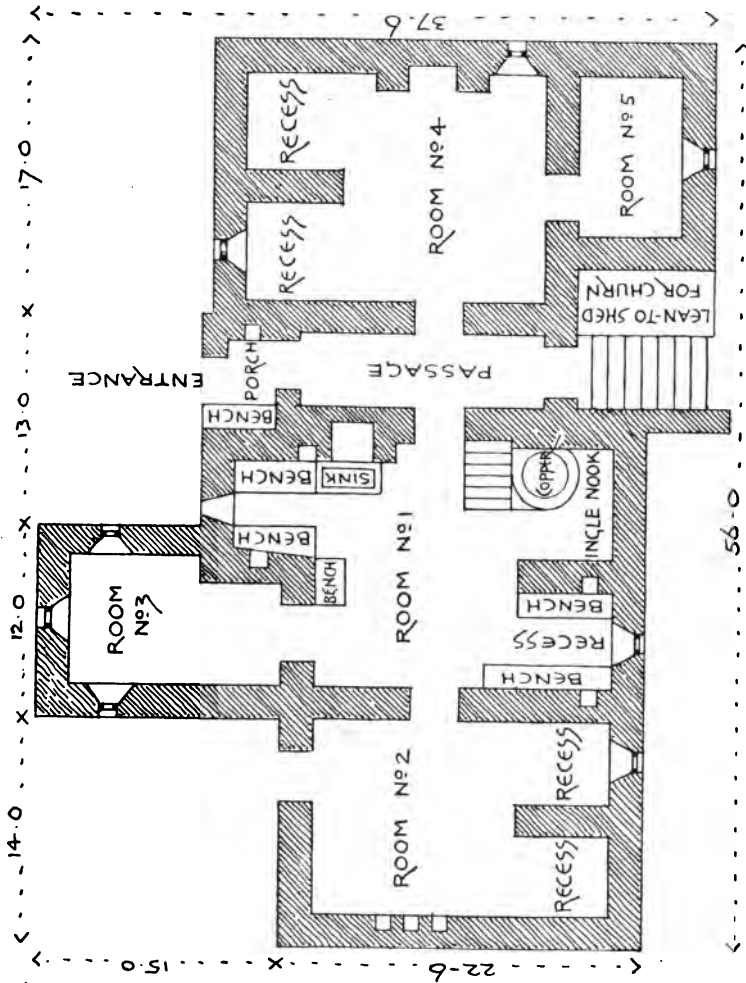 37.6
17.0
13.0
12.0
14.0
15.0
22.6
56.0
RECESS
RECESS
ROOM Nº 4
ROOM Nº 5
LEAN-TO SHED
FOR CHURN
ENTRANCE
PORCH
PASSAGE
BENCH
BENCH
SINK
BENCH
BENCH
ROOM Nº 1
COPPER
INGLE NOOK
BENCH
RECESS
BENCH
ROOM
Nº 3
ROOM Nº 2
RECESS
RECESS
X
X
X
X